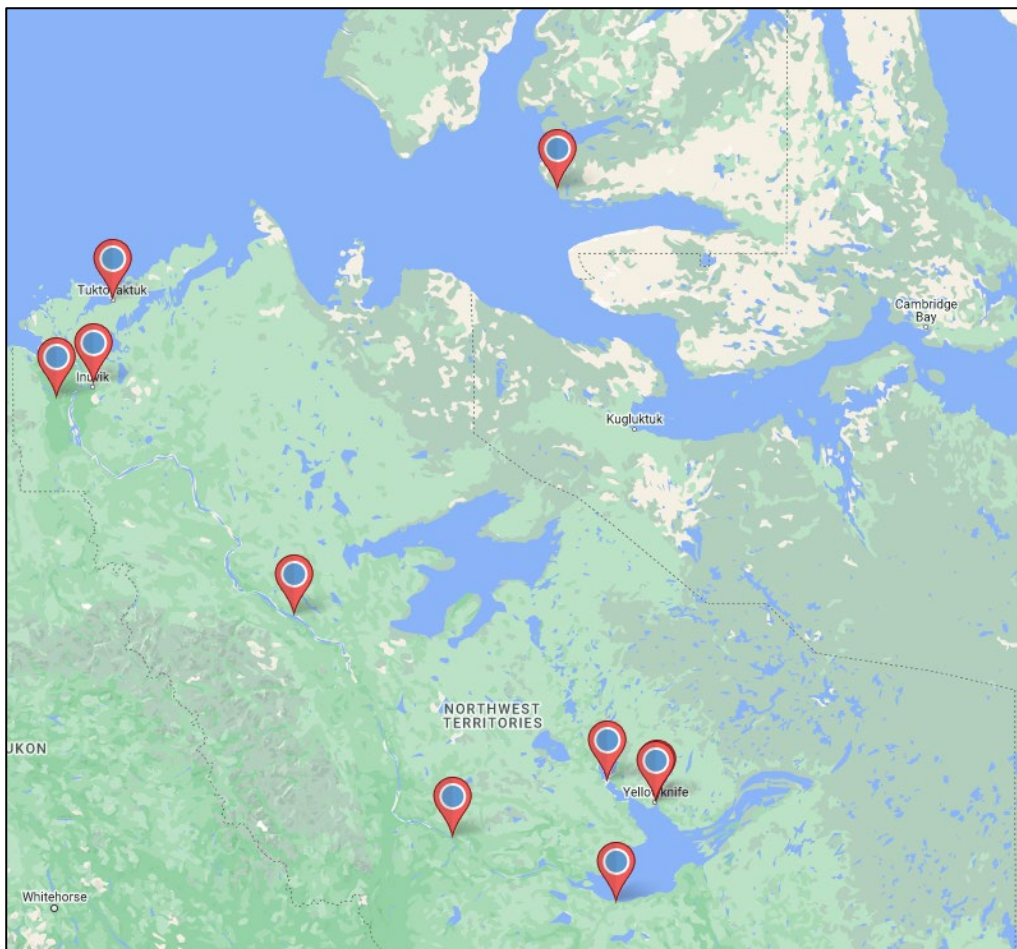 Tuktoyaktuk
Inuvik
Cambridge
Bay
Kugluktuk
NORTHWEST
TERRITORIES
UKON
Yellowknife
Whitehorse